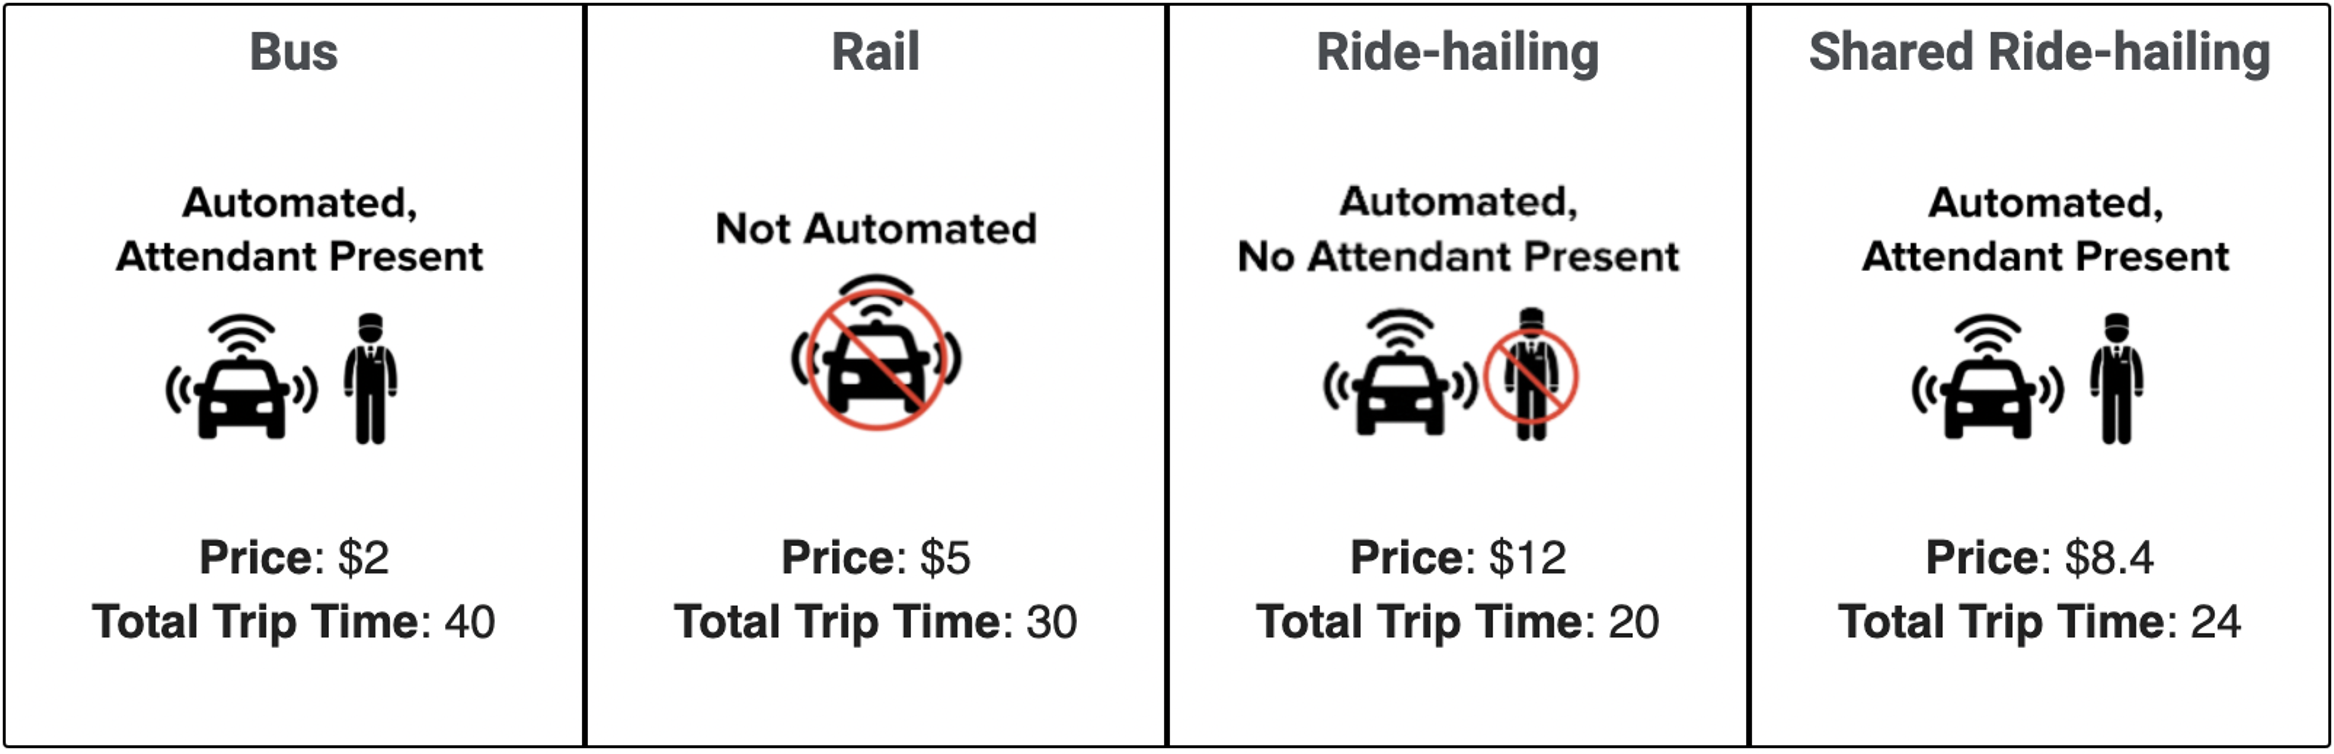 Bus
Automated,
Attendant Present
Price: $2
Total Trip Time: 40
Rail
Not Automated
Price: $5
Total Trip Time: 30
Ride-hailing
Automated,
No Attendant Present
Price: $12
Total Trip Time: 20
Shared Ride-hailing
Automated,
Attendant Present
Price: $8.4
Total Trip Time: 24